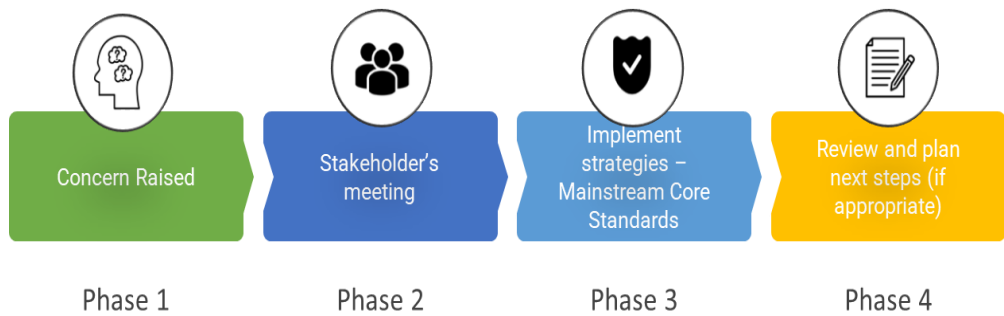 Concern Raised
Stakeholder's
meeting
Implement
strategies –
Mainstream Core
Standards
Review and plan
next steps (if
appropriate)
Phase 1
Phase 2
Phase 3
Phase 4